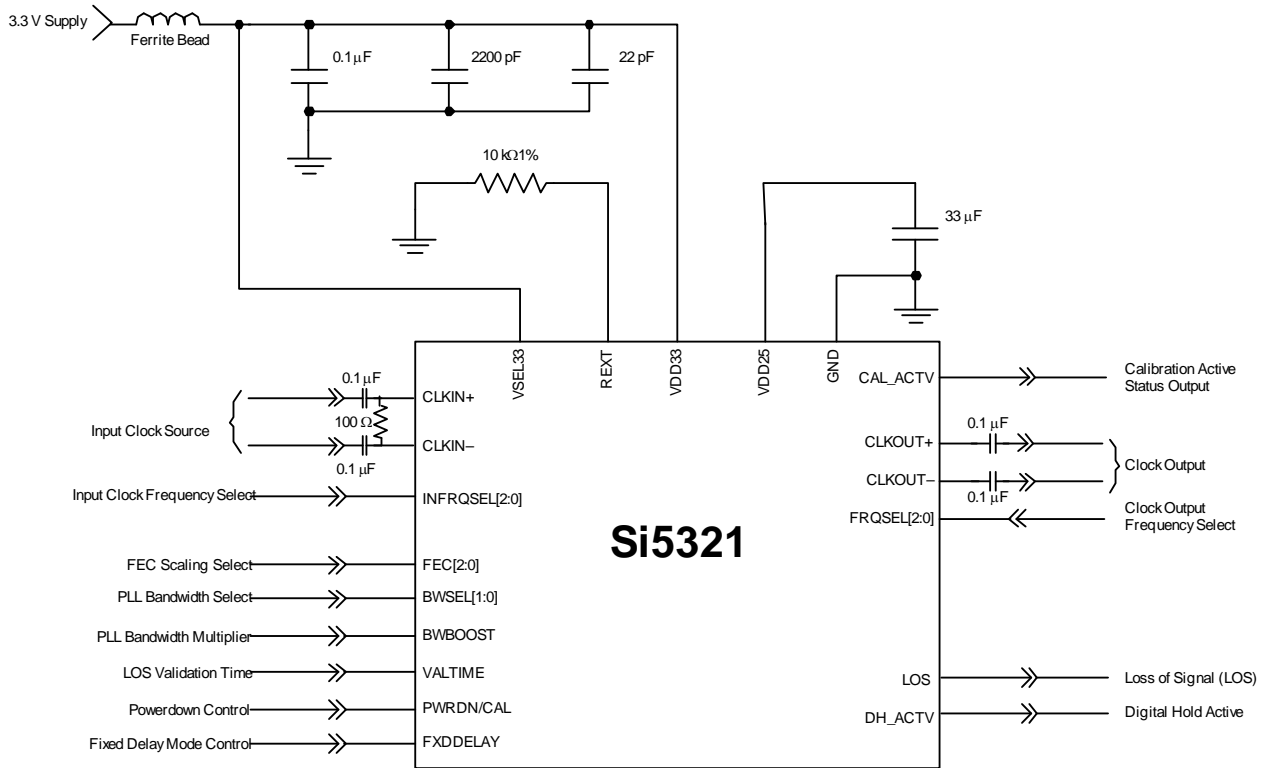 3.3 V Supply
Ferrite Bead
0.1 μF
2200 pF
22 pF
10 kΩ1%
33 μF
VSEL33
REXT
VDD33
VDD25
GND
0.1 μF
100 Ω
0.1 μF
Input Clock Source
CLKIN+
CLKIN–
Input Clock Frequency Select
INFRQSEL[2:0]
FEC Scaling Select
FEC[2:0]
PLL Bandwidth Select
BWSEL[1:0]
PLL Bandwidth Multiplier
BWBOOST
LOS Validation Time
VALTIME
Powerdown Control
PWRDN/CAL
Fixed Delay Mode Control
FXDDELAY
Si5321
CAL_ACTV
Calibration Active
Status Output
CLKOUT+
0.1 μF
CLKOUT–
0.1 μF
Clock Output
FRQSEL[2:0]
Clock Output
Frequency Select
LOS
Loss of Signal (LOS)
DH_ACTV
Digital Hold Active